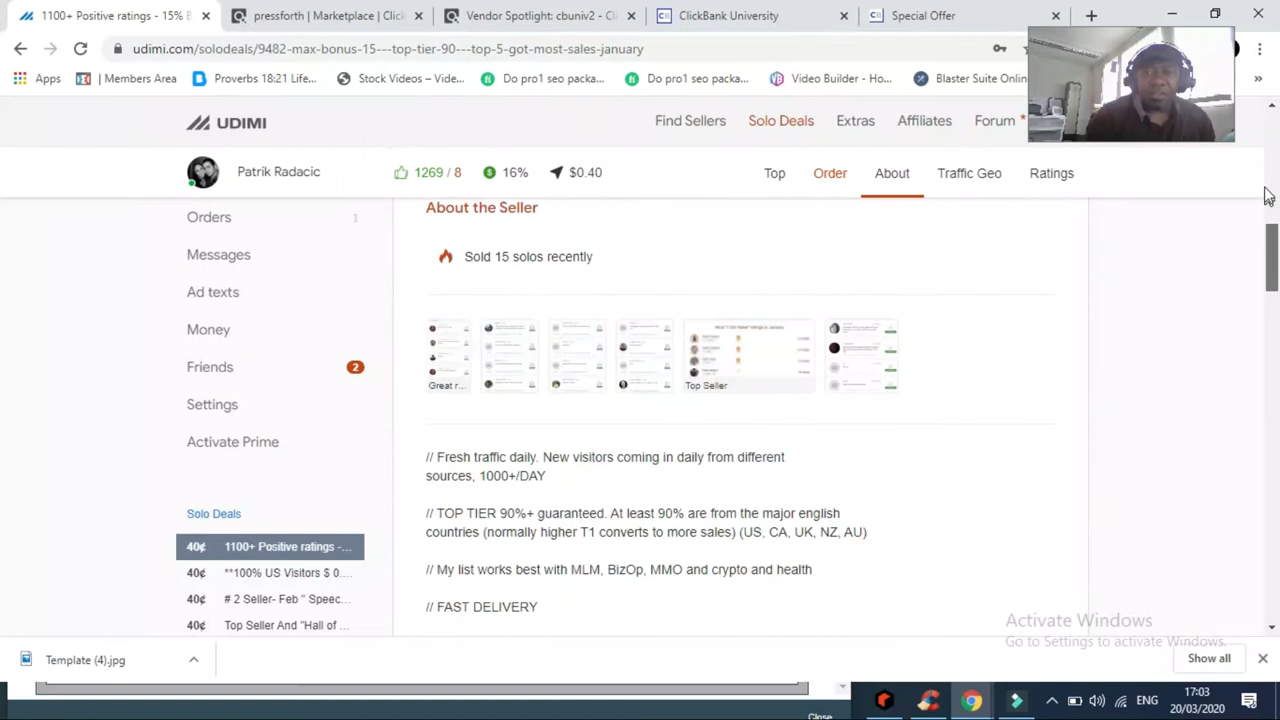 1100+ Positive ratings - 15% B
pressforth | Marketplace | Click
Vendor Spotlight: cbuniv2 - Cli
ClickBank University
Special Offer
udimi.com/solodeals/9482-max-bonus-15---top-tier-90---top-5-got-most-sales-january
Apps
| Members Area
Proverbs 18:21 Life...
Stock Videos – Vide...
Do pro1 seo packa...
Do pro1 seo packa...
Video Builder - Ho...
Blaster Suite Onlin
UDIMI
Find Sellers
Solo Deals
Extras
Affiliates
Forum
Patrik Radacic
1269 / 8
16%
$0.40
Top
Order
About
Traffic Geo
Ratings
Orders 1
Messages
Ad texts
Money
Friends 2
Settings
Activate Prime
Solo Deals
40¢ 1100+ Positive ratings -...
40¢ **100% US Visitors $ 0....
40¢ # 2 Seller- Feb " Speec...
40¢ Top Seller And "Hall of ...
About the Seller
Sold 15 solos recently
Great r...
Top Seller
// Fresh traffic daily. New visitors coming in daily from different
sources, 1000+/DAY
// TOP TIER 90%+ guaranteed. At least 90% are from the major english
countries (normally higher T1 converts to more sales) (US, CA, UK, NZ, AU)
// My list works best with MLM, BizOp, MMO and crypto and health
// FAST DELIVERY
Activate Windows
Go to Settings to activate Windows.
Template (4).jpg
Show all
Close
ENG
17:03
20/03/2020